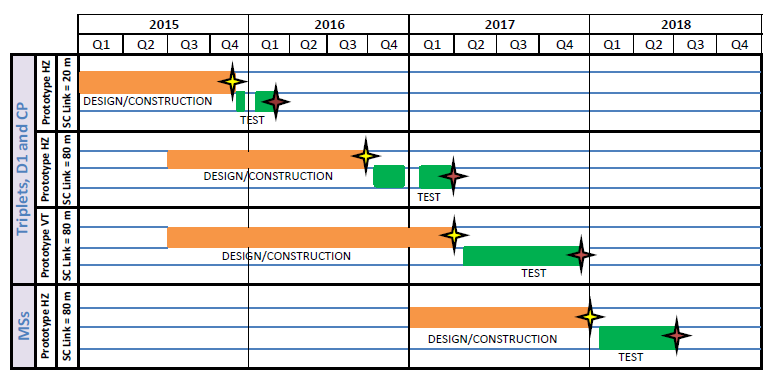 2015 2016 2017 2018
Q1 Q2 Q3 Q4 Q1 Q2 Q3 Q4 Q1 Q2 Q3 Q4 Q1 Q2 Q3 Q4
Triplets, D1 and CP
Prototype HZ
SC Link = 20 m
DESIGN/CONSTRUCTION
TEST
Prototype HZ
SC Link = 80 m
DESIGN/CONSTRUCTION
TEST
Prototype VT
SC Link = 80 m
DESIGN/CONSTRUCTION
TEST
MSs
Prototype HZ
SC Link = 80 m
DESIGN/CONSTRUCTION
TEST